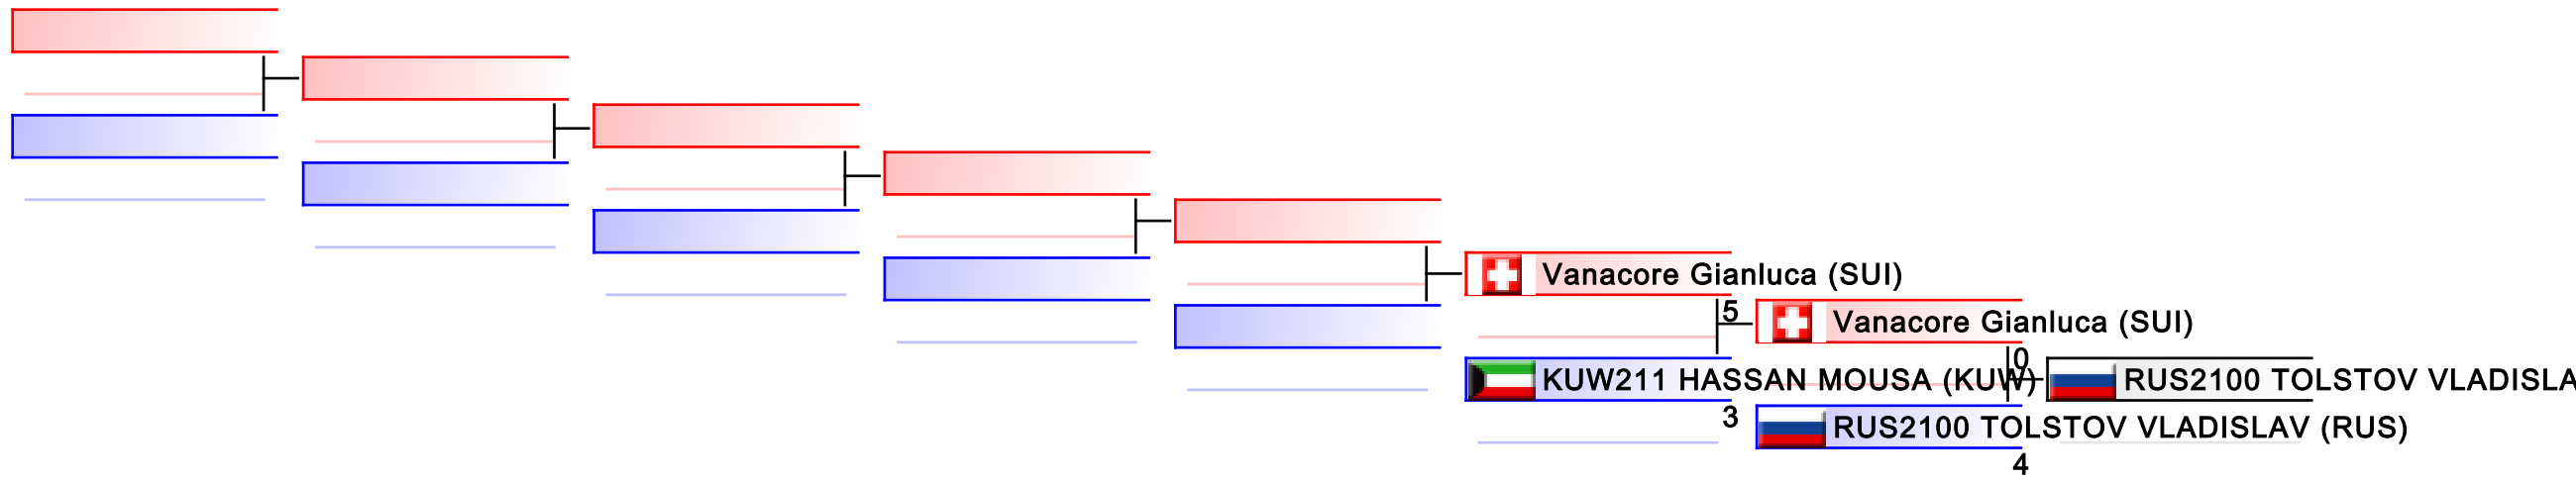 Vanacore Gianluca (SUI)
5
Vanacore Gianluca (SUI)
0
KUW211 HASSAN MOUSA (KUW)
RUS2100 TOLSTOV VLADISLA
3
RUS2100 TOLSTOV VLADISLAV (RUS)
4